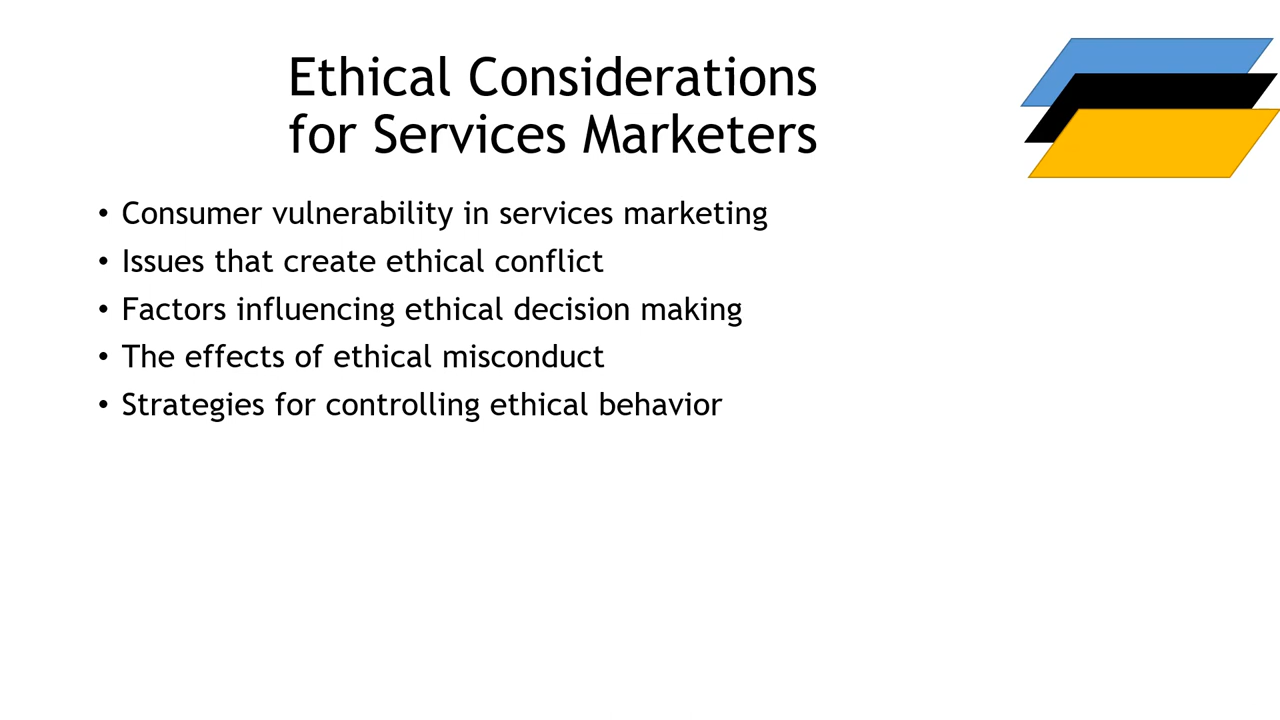 Ethical Considerations
for Services Marketers
• Consumer vulnerability in services marketing
• Issues that create ethical conflict
• Factors influencing ethical decision making
• The effects of ethical misconduct
• Strategies for controlling ethical behavior